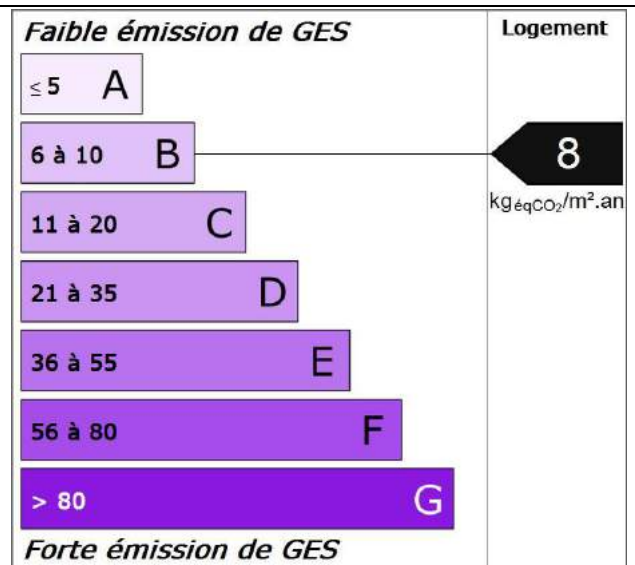 Faible émission de GES
Logement
≤ 5 A
6 à 10 B
8
kgéqCO₂/m².an
11 à 20 C
21 à 35 D
36 à 55 E
56 à 80 F
> 80 G
Forte émission de GES